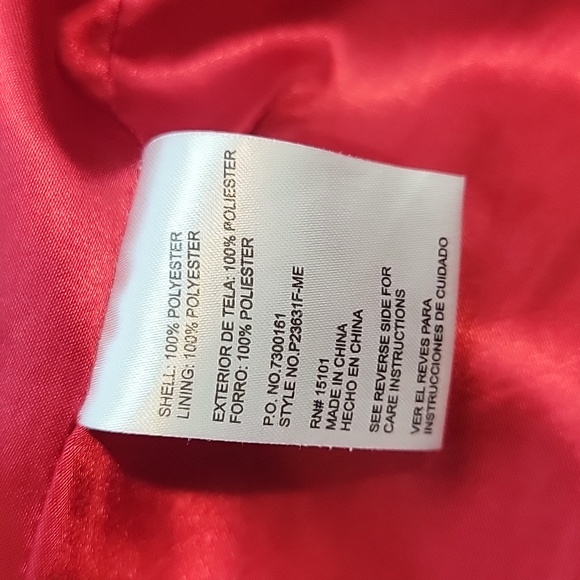 SHELL: 100% POLYESTER
LINING: 100% POLYESTER
EXTERIOR DE TELA: 100% POLIESTER
FORRO: 100% POLIESTER
P.O. NO.7300161
STYLE NO.P23631F-ME
RN# 15101
MADE IN CHINA
HECHO EN CHINA
SEE REVERSE SIDE FOR
CARE INSTRUCTIONS
VER EL REVES PARA
INSTRUCCIONES DE CUIDADO